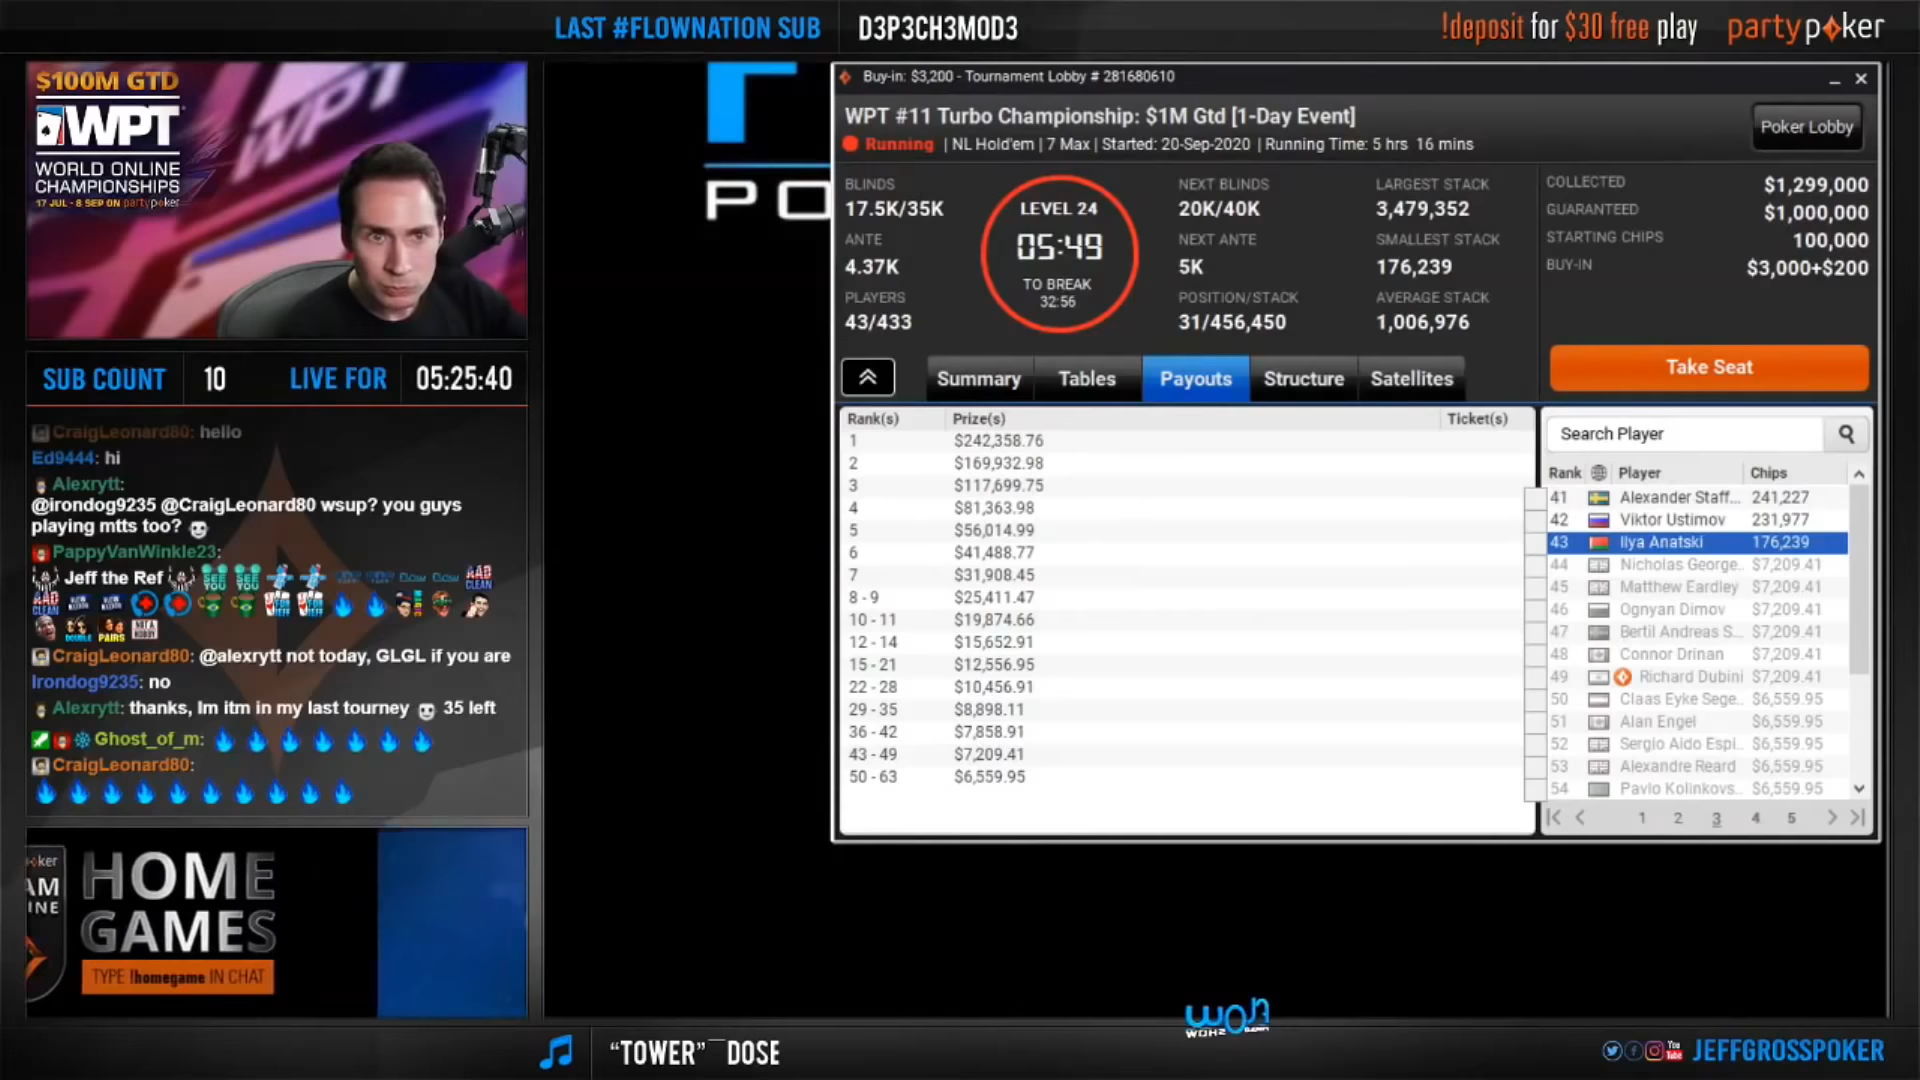 LAST #FLOWNATION SUB
D3P3CH3MOD3
!deposit for $30 free play
partypoker
$100M GTD
WPT
WORLD ONLINE
CHAMPIONSHIPS
17 JUL - 8 SEP ON partypoker
WPT
SUB COUNT 10 LIVE FOR 05:25:40
CraigLeonard80: hello
Ed9444: hi
Alexrytt:
@irondog9235 @CraigLeonard80 wsup? you guys
playing mtts too?
PappyVanWinkle23:
Jeff the Ref
CraigLeonard80: @alexrytt not today, GLGL if you are
Irondog9235: no
Alexrytt: thanks, Im itm in my last tourney 35 left
Ghost_of_m:
CraigLeonard80:
HOME
GAMES
TYPE !homegame IN CHAT
PO
Buy-in: $3,200 - Tournament Lobby # 281680610
WPT #11 Turbo Championship: $1M Gtd [1-Day Event]
Running | NL Hold'em | 7 Max | Started: 20-Sep-2020 | Running Time: 5 hrs 16 mins
Poker Lobby
BLINDS
17.5K/35K
ANTE
4.37K
PLAYERS
43/433
LEVEL 24
05:49
TO BREAK
32:56
NEXT BLINDS
20K/40K
NEXT ANTE
5K
POSITION/STACK
31/456,450
LARGEST STACK
3,479,352
SMALLEST STACK
176,239
AVERAGE STACK
1,006,976
COLLECTED $1,299,000
GUARANTEED $1,000,000
STARTING CHIPS 100,000
BUY-IN $3,000+$200
Take Seat
Summary Tables Payouts Structure Satellites
Rank(s) Prize(s) Ticket(s)
1 $242,358.76
2 $169,932.98
3 $117,699.75
4 $81,363.98
5 $56,014.99
6 $41,488.77
7 $31,908.45
8 - 9 $25,411.47
10 - 11 $19,874.66
12 - 14 $15,652.91
15 - 21 $12,556.95
22 - 28 $10,456.91
29 - 35 $8,898.11
36 - 42 $7,858.91
43 - 49 $7,209.41
50 - 63 $6,559.95
Search Player
Rank Player Chips
41 Alexander Staff... 241,227
42 Viktor Ustimov 231,977
43 Ilya Anatski 176,239
44 Nicholas George.. $7,209.41
45 Matthew Eardley $7,209.41
46 Ognyan Dimov $7,209.41
47 Bertil Andreas S... $7,209.41
48 Connor Drinan $7,209.41
49 Richard Dubini $7,209.41
50 Claas Eyke Sege.. $6,559.95
51 Alan Engel $6,559.95
52 Sergio Aido Espi.. $6,559.95
53 Alexandre Reard $6,559.95
54 Pavlo Kolinkovs.. $6,559.95
1 2 3 4 5
won
"TOWER" DOSE
JEFFGROSSPOKER